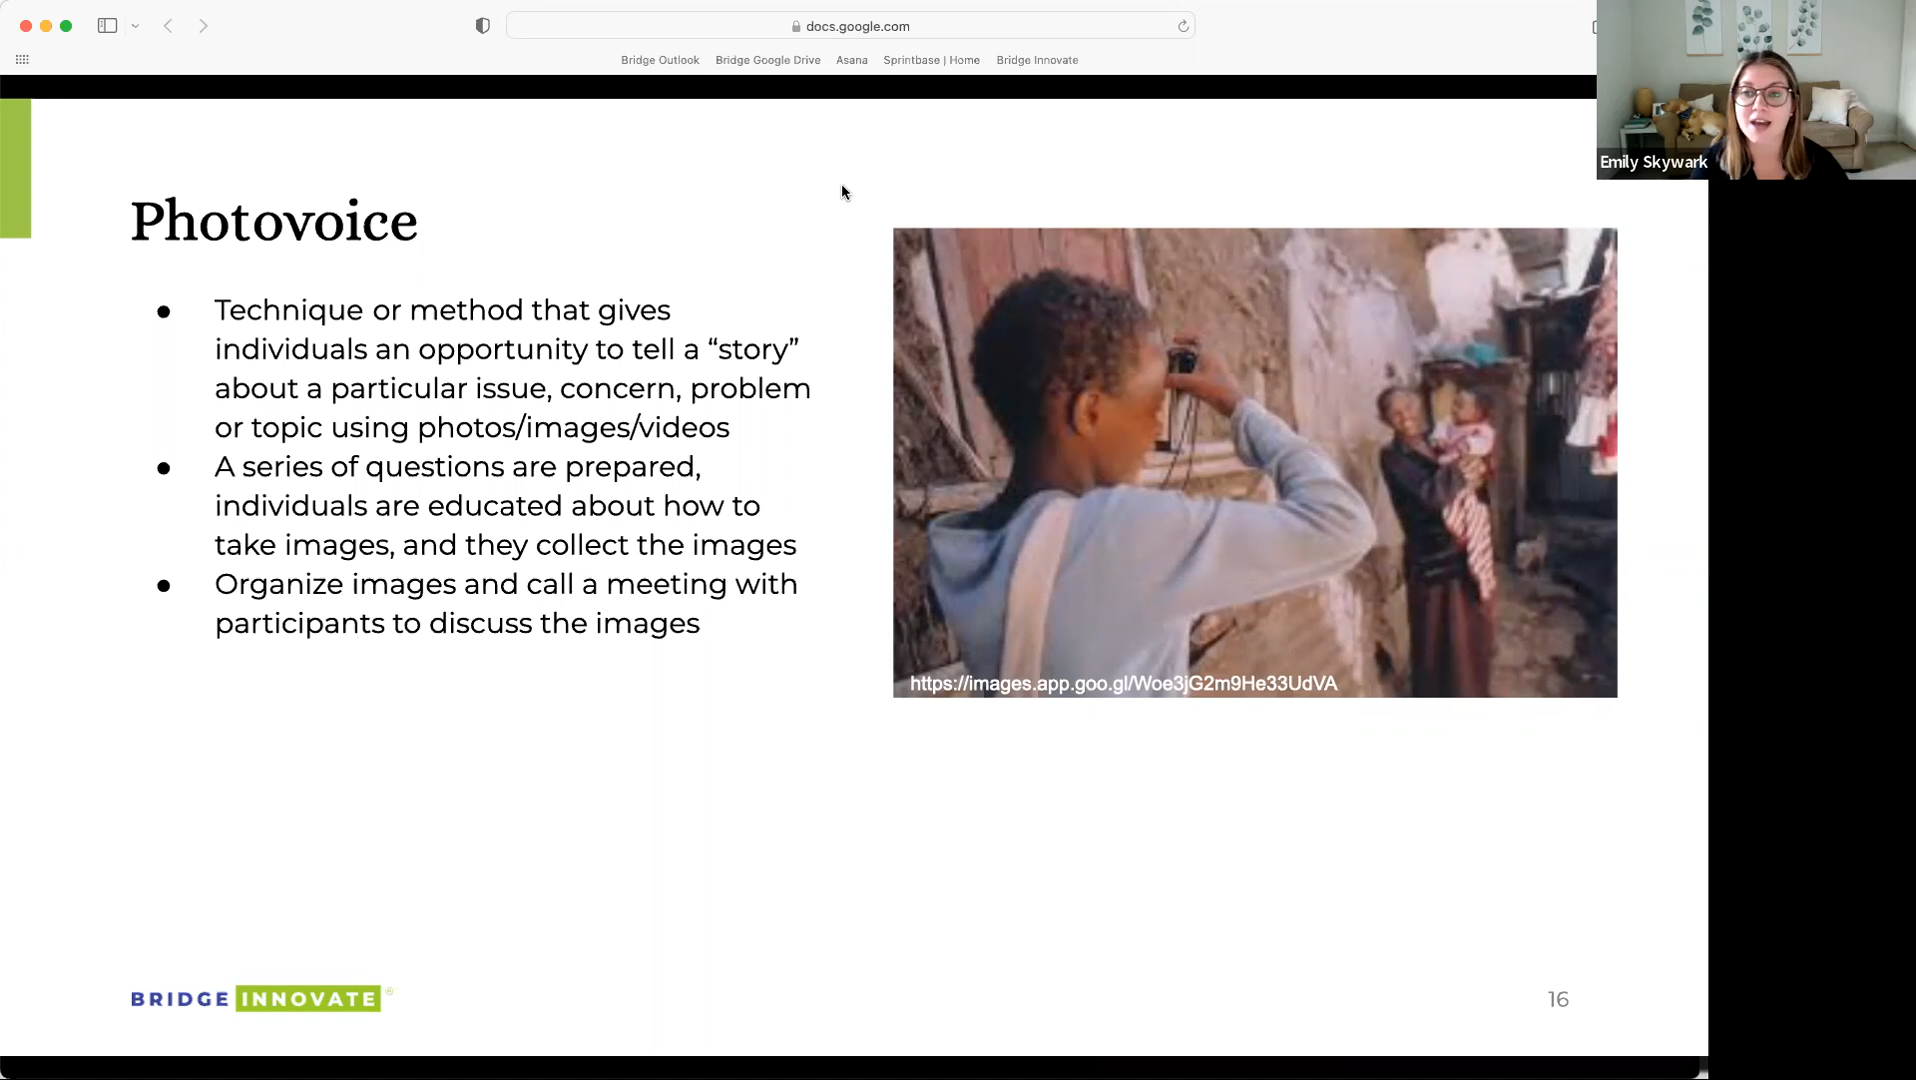 docs.google.com
Bridge Outlook Bridge Google Drive Asana Sprintbase | Home Bridge Innovate
Emily Skywark
Photovoice
● Technique or method that gives
individuals an opportunity to tell a “story”
about a particular issue, concern, problem
or topic using photos/images/videos
● A series of questions are prepared,
individuals are educated about how to
take images, and they collect the images
● Organize images and call a meeting with
participants to discuss the images
https://images.app.goo.gl/Woe3jG2m9He33UdVA
BRIDGE INNOVATE®
16